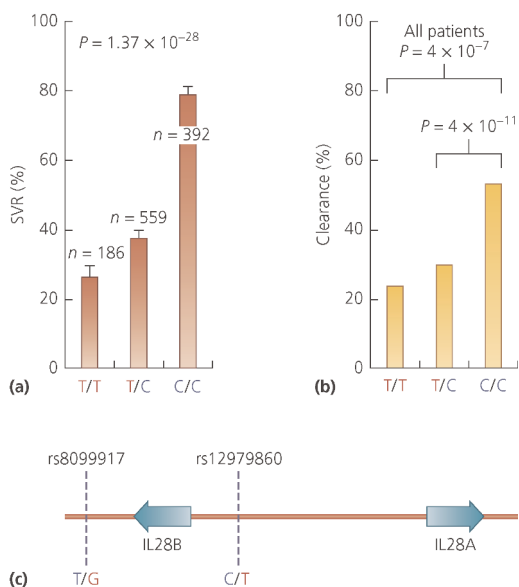 100
80
60
40
20
0
SVR (%)
P = 1.37 × 10⁻²⁸
n = 186
n = 559
n = 392
T/T T/C C/C
(a)
100
80
60
40
20
0
Clearance (%)
All patients
P = 4 × 10⁻⁷
P = 4 × 10⁻¹¹
T/T T/C C/C
(b)
rs8099917 rs12979860
IL28B IL28A
T/G C/T
(c)